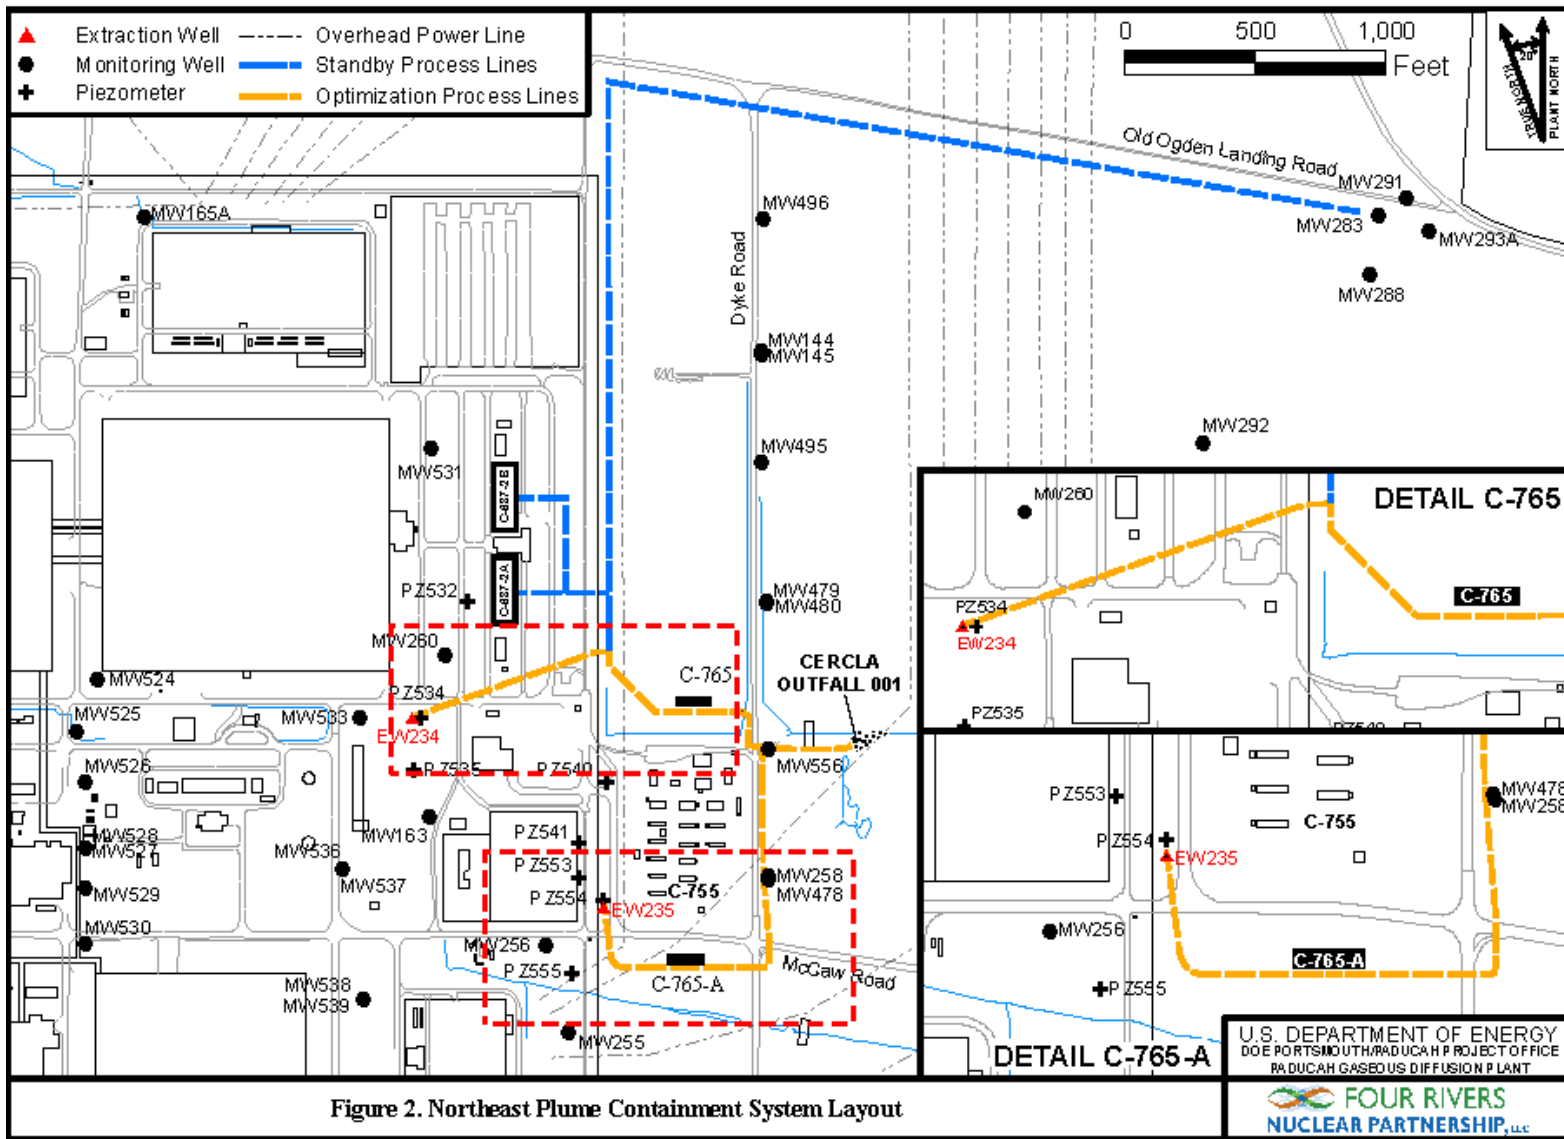 Extraction Well
Overhead Power Line
Monitoring Well
Standby Process Lines
Piezometer
Optimization Process Lines
0 500 1,000
Feet
20
TRUE NORTH
PLANT NORTH
Old Ogden Landing Road
MW291
MW283
MW293A
MW288
MW165A
MW496
Dyke Road
MW144
MW145
MW292
MW531
MW495
C-637-2B
C-637-2A
PZ532
MW479
MW480
MW260
C-765
CERCLA
OUTFALL 001
MW524
PZ534
MW525
MW533
EW234
MW526
PZ535
PZ540
MW556
MW163
MW528
MW527
PZ541
MW536
PZ553
MW537
MW258
MW529
PZ554
C-755
MW478
EW235
MW530
MW256
PZ555
McCaw Road
C-765-A
MW538
MW539
MW255
DETAIL C-765
MW260
C-765
PZ534
EW234
PZ535
PZ540
PZ553
MW478
MW258
C-755
PZ554
EW235
MW256
C-765-A
PZ555
DETAIL C-765-A
U.S. DEPARTMENT OF ENERGY
DOE PORTSMOUTH/PADUCAH PROJECT OFFICE
PADUCAH GASEOUS DIFFUSION PLANT
Figure 2. Northeast Plume Containment System Layout
FOUR RIVERS
NUCLEAR PARTNERSHIP, LLC